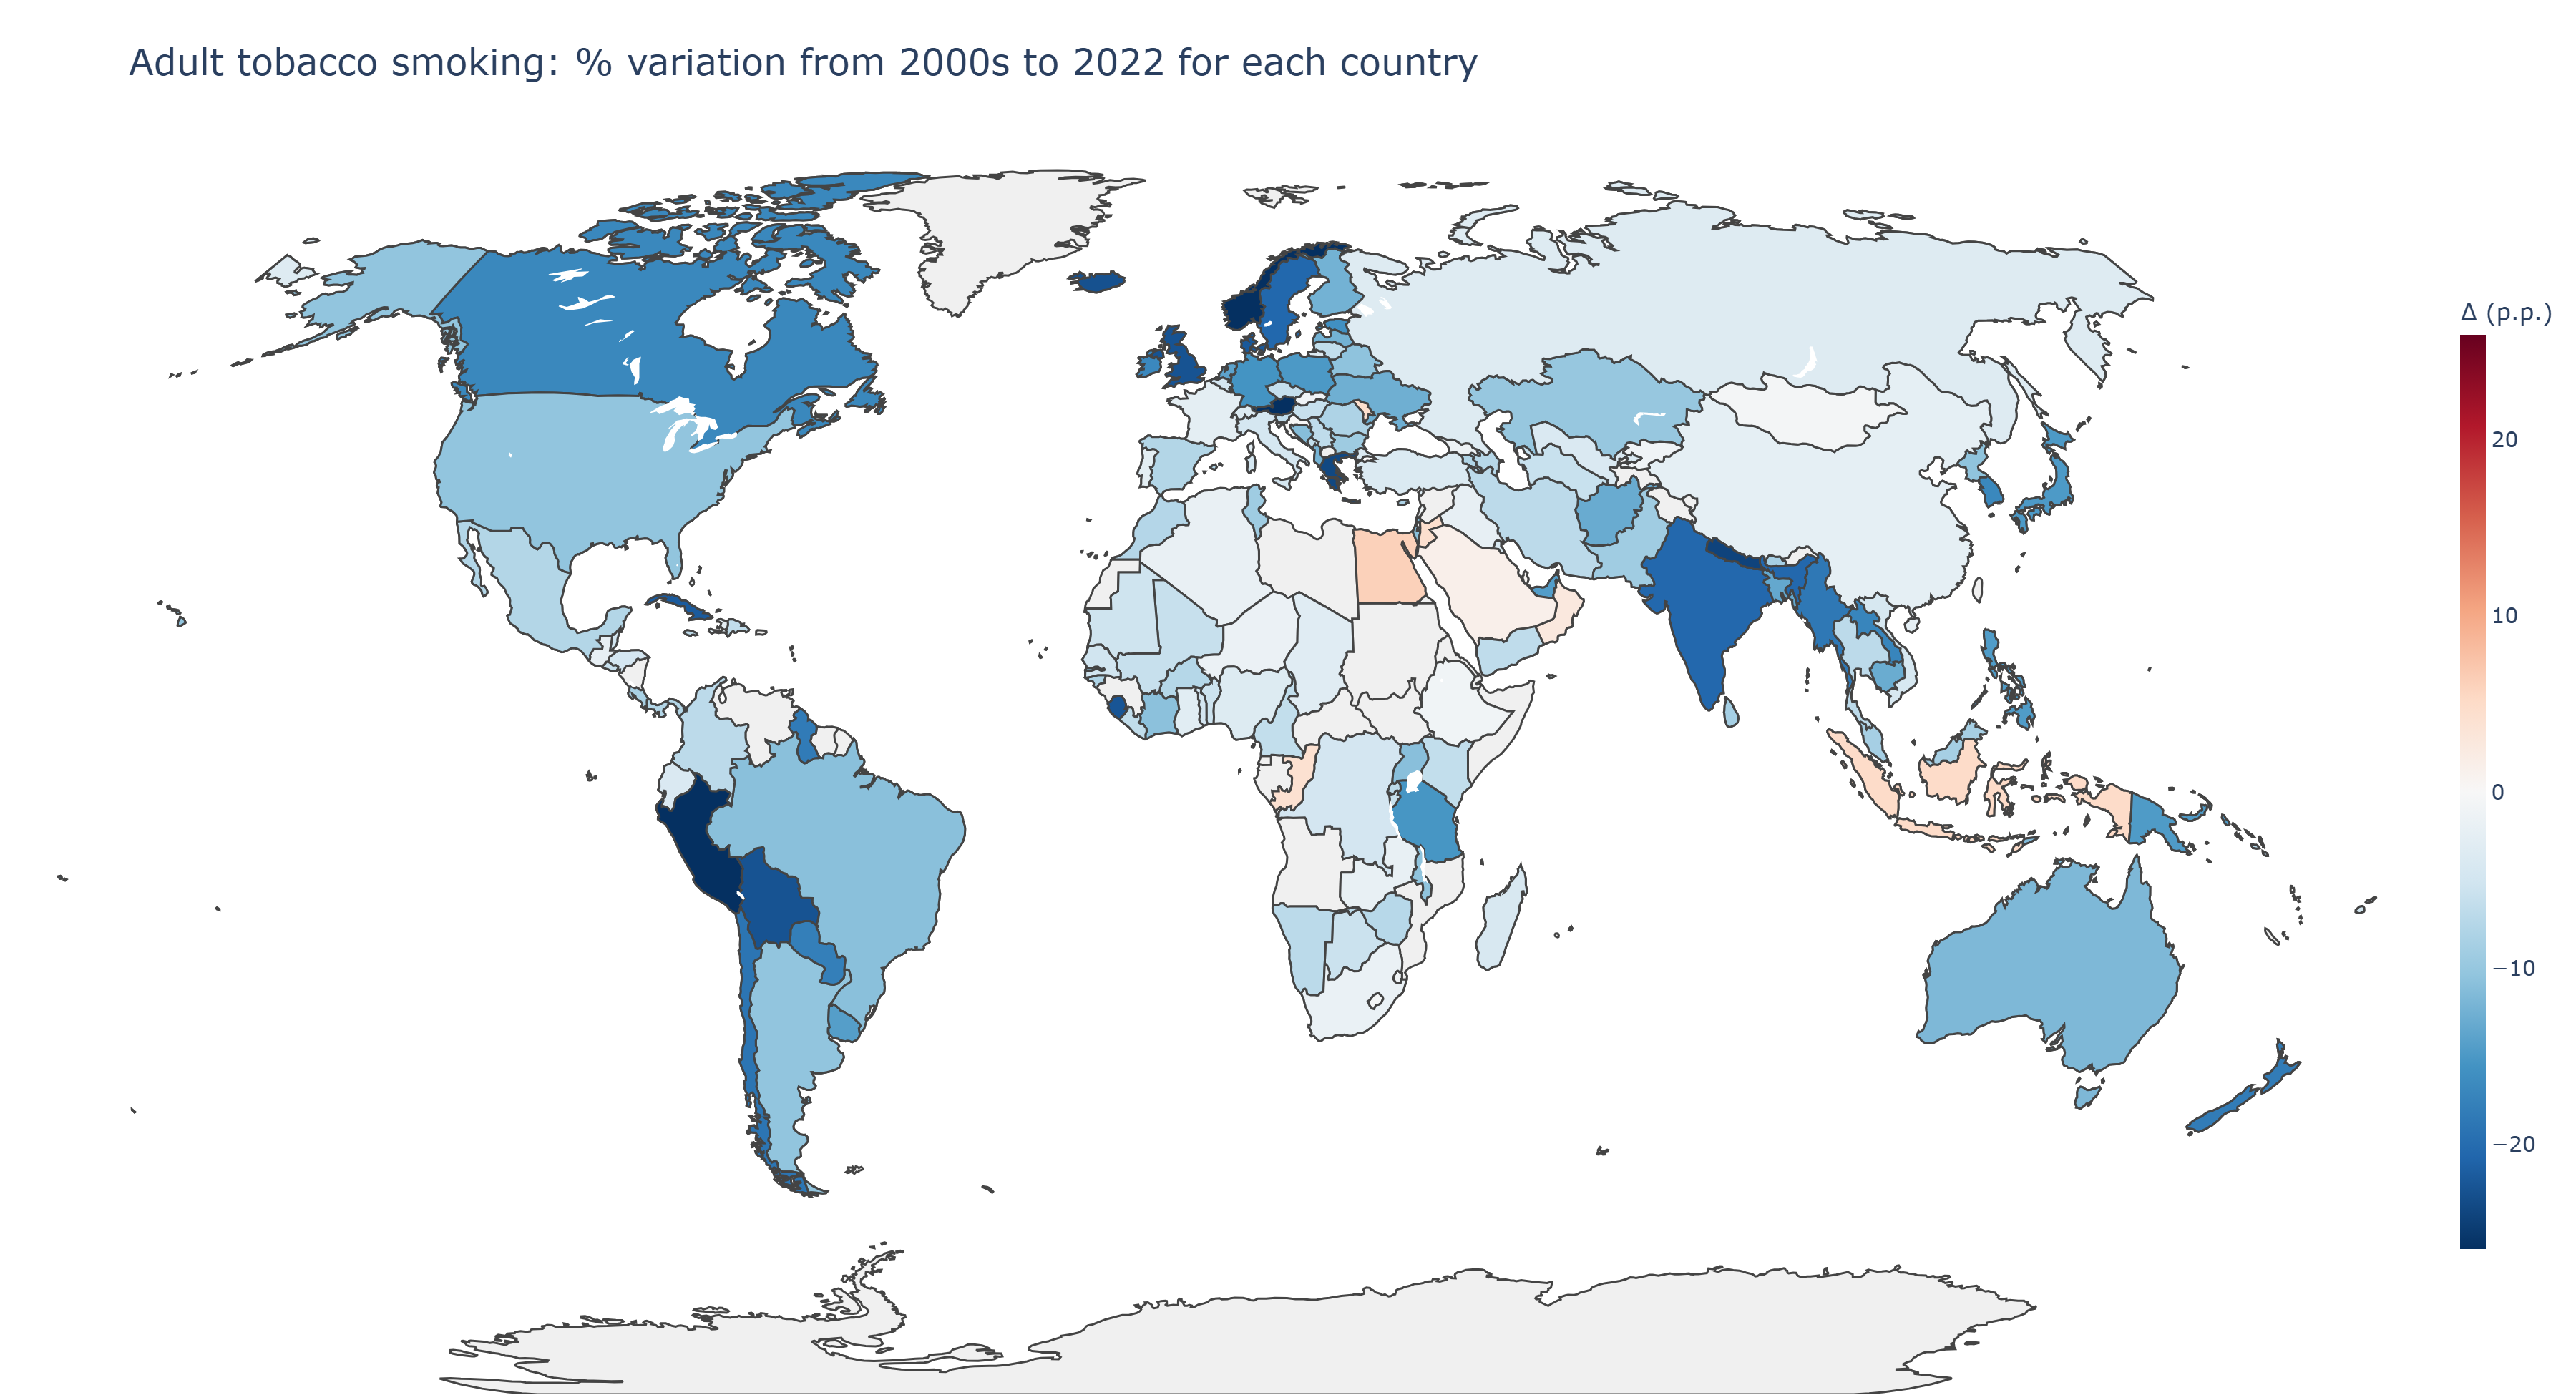 Adult tobacco smoking: % variation from 2000s to 2022 for each country
Δ (p.p.)
20
10
0
−10
−20